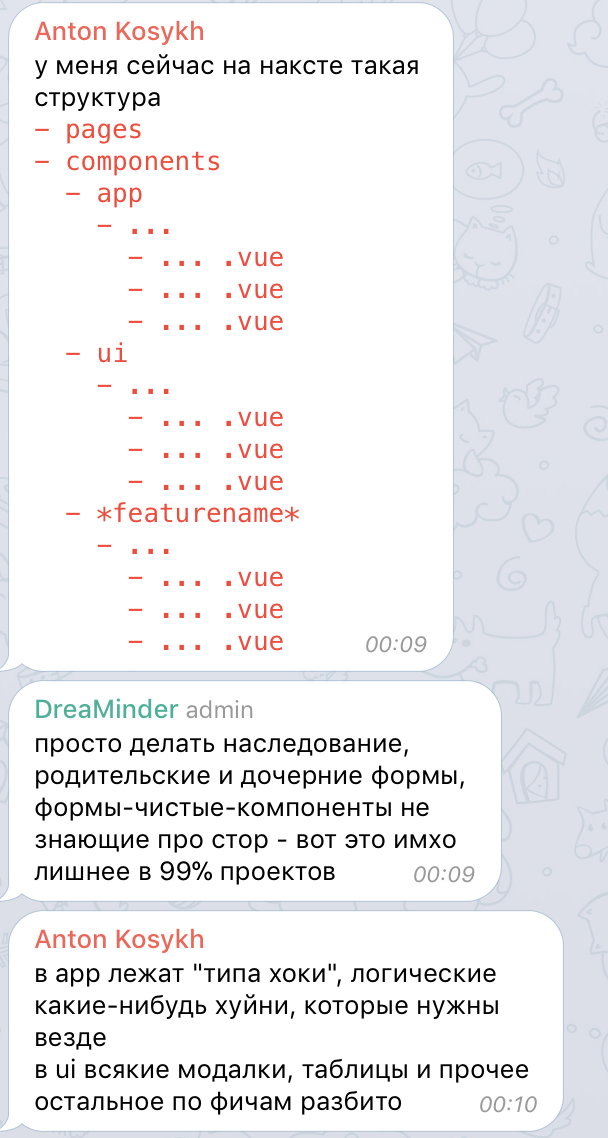 Anton Kosykh
у меня сейчас на наксте такая
структура
- pages
- components
  - app
    - ...
      - ... .vue
      - ... .vue
      - ... .vue
  - ui
    - ...
      - ... .vue
      - ... .vue
      - ... .vue
  - *featurename*
    - ...
      - ... .vue
      - ... .vue
      - ... .vue 00:09
DreaMinder admin
просто делать наследование,
родительские и дочерние формы,
формы-чистые-компоненты не
знающие про стор - вот это имхо
лишнее в 99% проектов 00:09
Anton Kosykh
в app лежат "типа хоки", логические
какие-нибудь хуйни, которые нужны
везде
в ui всякие модалки, таблицы и прочее
остальное по фичам разбито 00:10